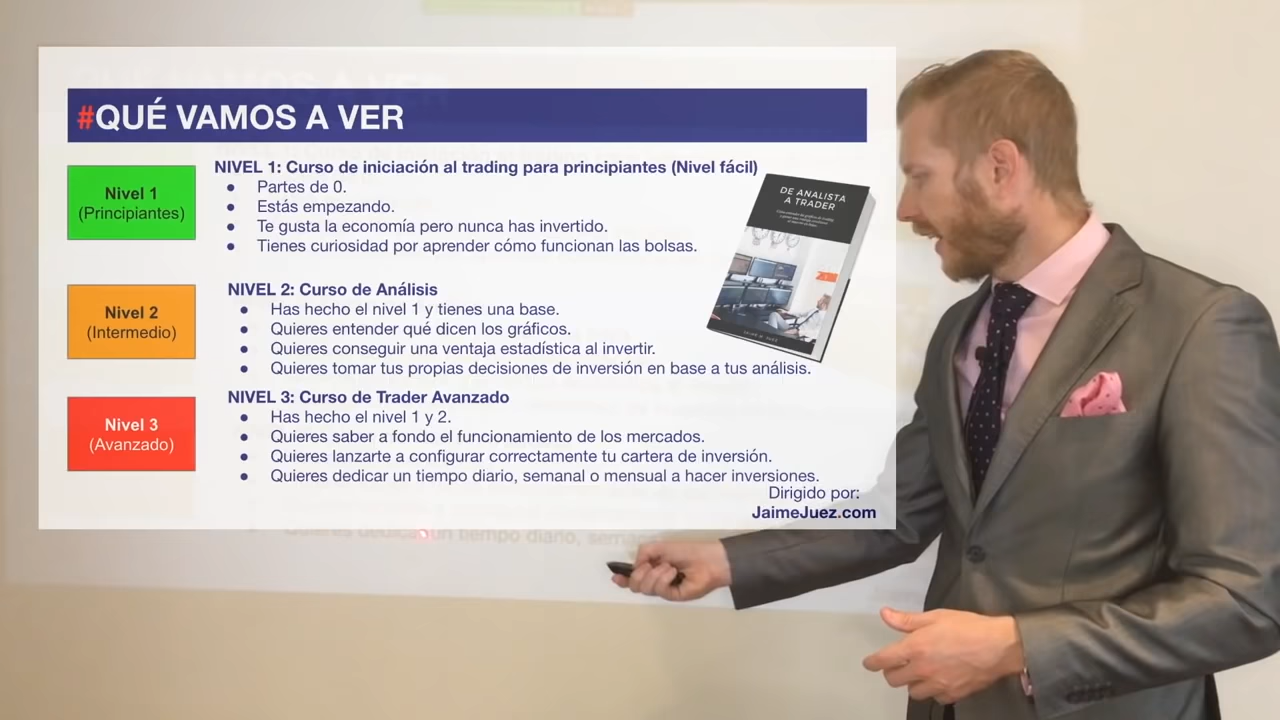 #QUÉ VAMOS A VER
Nivel 1
(Principiantes)
NIVEL 1: Curso de iniciación al trading para principiantes (Nivel fácil)
● Partes de 0.
● Estás empezando.
● Te gusta la economía pero nunca has invertido.
● Tienes curiosidad por aprender cómo funcionan las bolsas.
DE ANALISTA
A TRADER
Nivel 2
(Intermedio)
NIVEL 2: Curso de Análisis
● Has hecho el nivel 1 y tienes una base.
● Quieres entender qué dicen los gráficos.
● Quieres conseguir una ventaja estadística al invertir.
● Quieres tomar tus propias decisiones de inversión en base a tus análisis.
Nivel 3
(Avanzado)
NIVEL 3: Curso de Trader Avanzado
● Has hecho el nivel 1 y 2.
● Quieres saber a fondo el funcionamiento de los mercados.
● Quieres lanzarte a configurar correctamente tu cartera de inversión.
● Quieres dedicar un tiempo diario, semanal o mensual a hacer inversiones.
Dirigido por:
JaimeJuez.com
Quieres dedicar un tiempo diario,